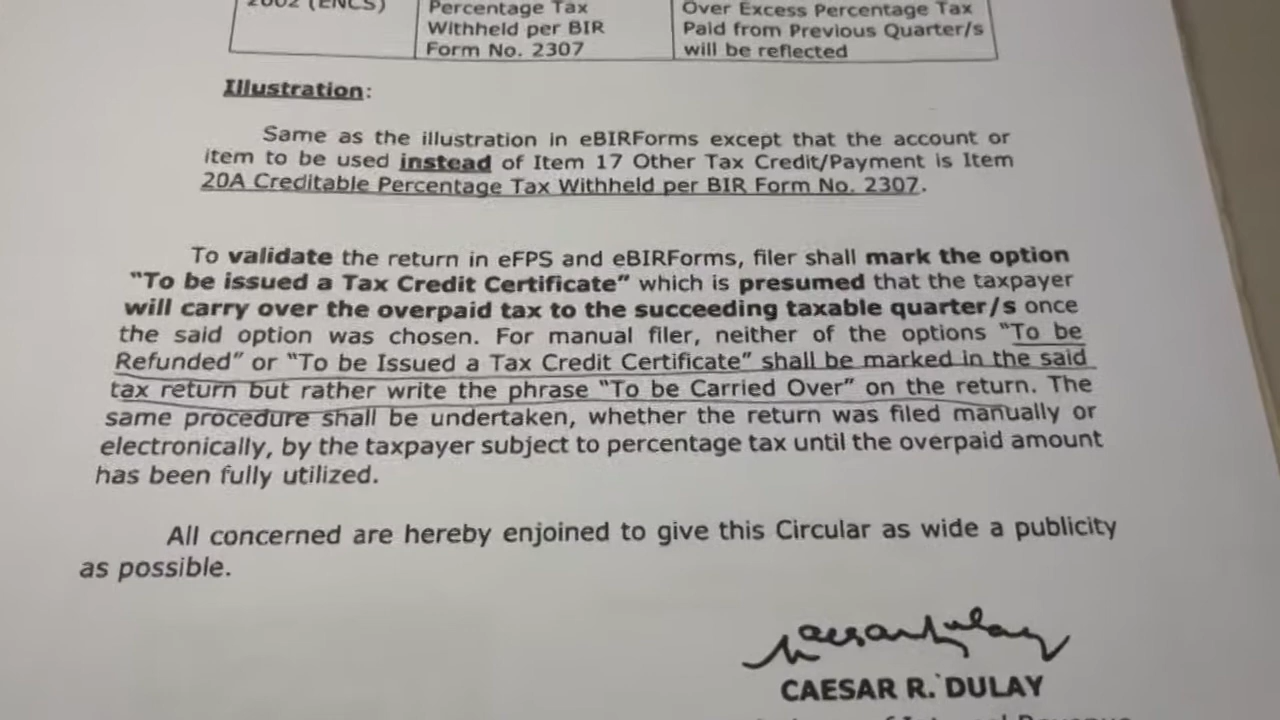 2002 (ENCS)
Percentage Tax
Withheld per BIR
Form No. 2307
Over Excess Percentage Tax
Paid from Previous Quarter/s
will be reflected
Illustration:
Same as the illustration in eBIRForms except that the account or
item to be used instead of Item 17 Other Tax Credit/Payment is Item
20A Creditable Percentage Tax Withheld per BIR Form No. 2307.
To validate the return in eFPS and eBIRForms, filer shall mark the option
“To be issued a Tax Credit Certificate” which is presumed that the taxpayer
will carry over the overpaid tax to the succeeding taxable quarter/s once
the said option was chosen. For manual filer, neither of the options “To be
Refunded” or “To be Issued a Tax Credit Certificate” shall be marked in the said
tax return but rather write the phrase “To be Carried Over” on the return. The
same procedure shall be undertaken, whether the return was filed manually or
electronically, by the taxpayer subject to percentage tax until the overpaid amount
has been fully utilized.
All concerned are hereby enjoined to give this Circular as wide a publicity
as possible.
CAESAR R. DULAY